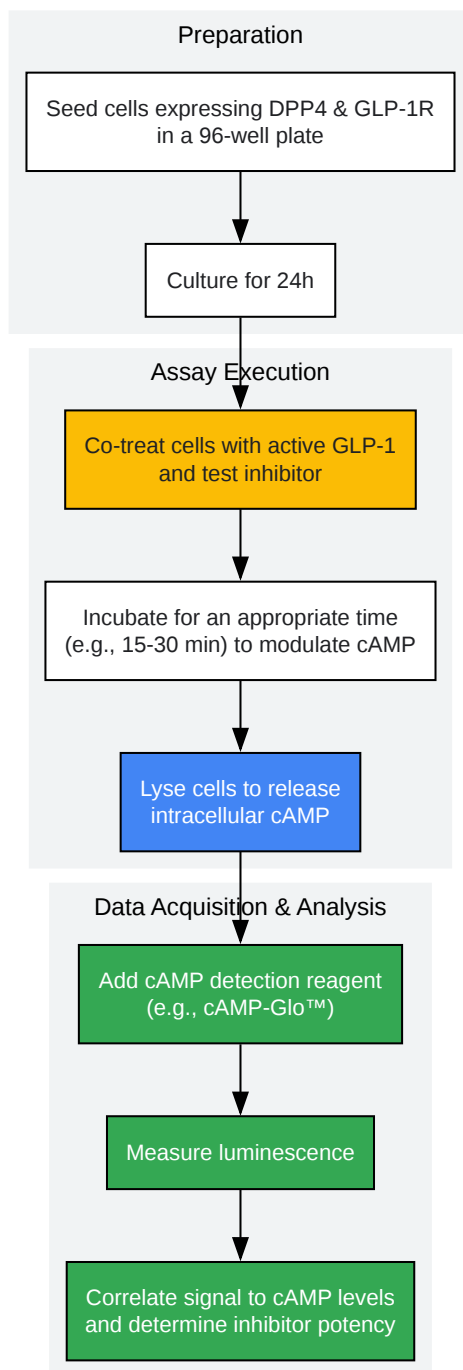 Preparation
Seed cells expressing DPP4 & GLP-1R
in a 96-well plate
Culture for 24h
Assay Execution
Co-treat cells with active GLP-1
and test inhibitor
Incubate for an appropriate time
(e.g., 15-30 min) to modulate cAMP
Lyse cells to release
intracellular cAMP
Data Acquisition & Analysis
Add cAMP detection reagent
(e.g., cAMP-Glo™)
Measure luminescence
Correlate signal to cAMP levels
and determine inhibitor potency